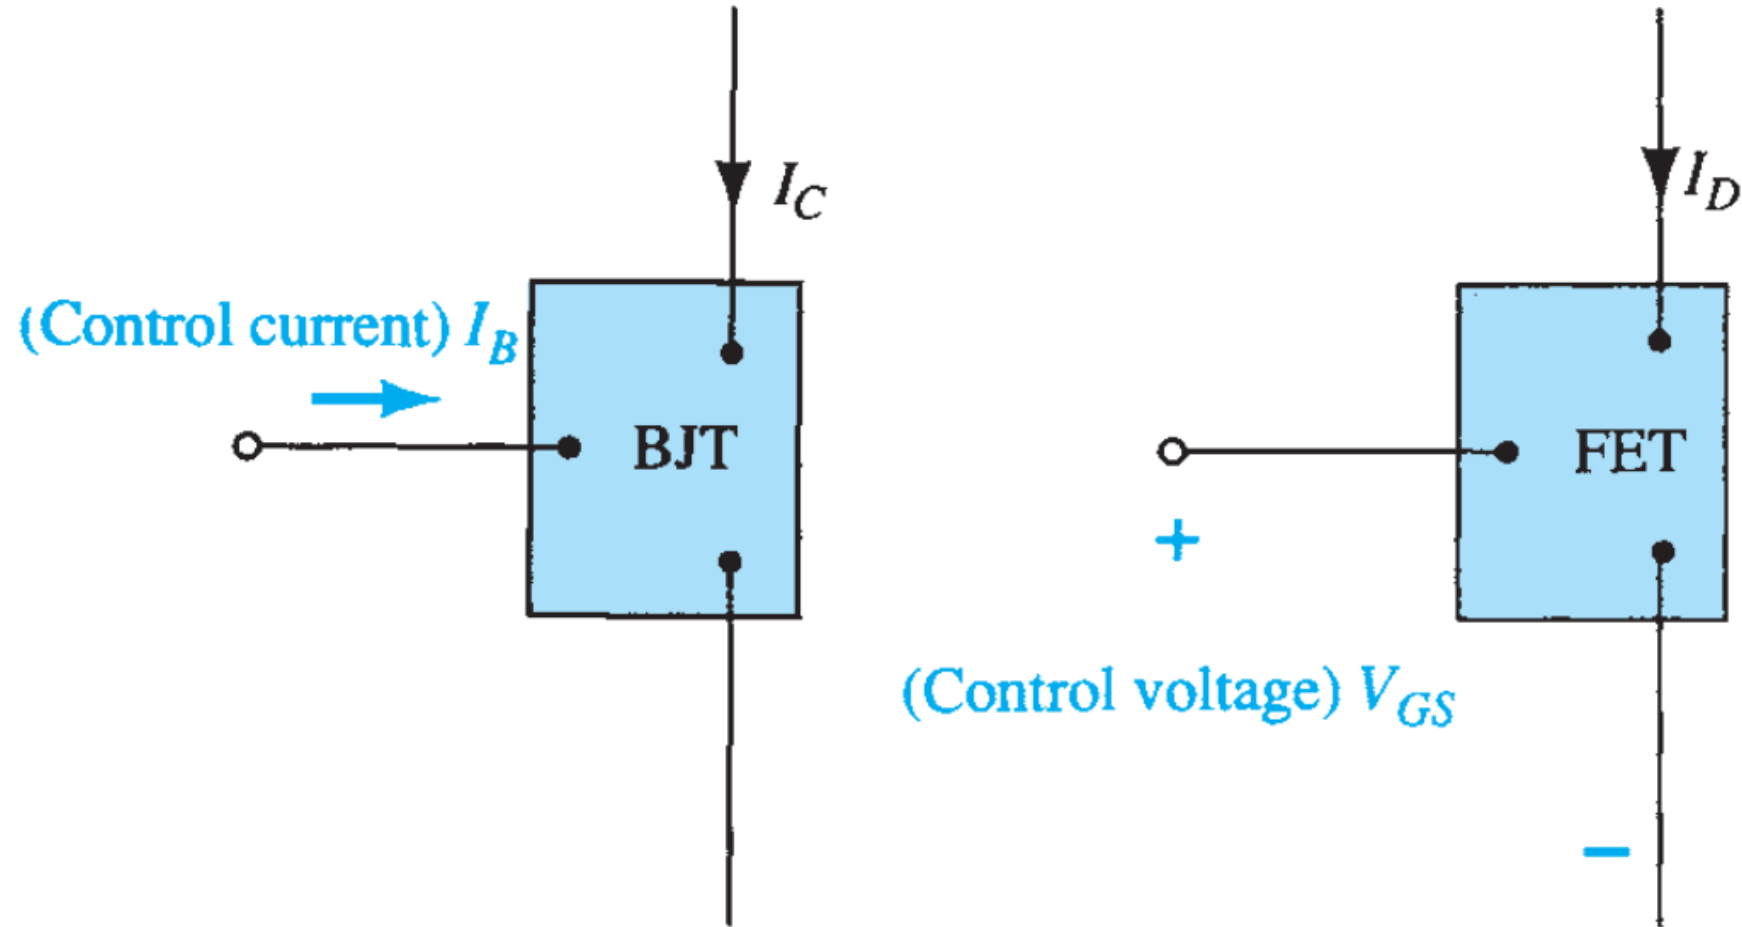 I_C
(Control current) I_B
BJT
I_D
FET
+
(Control voltage) V_GS
−